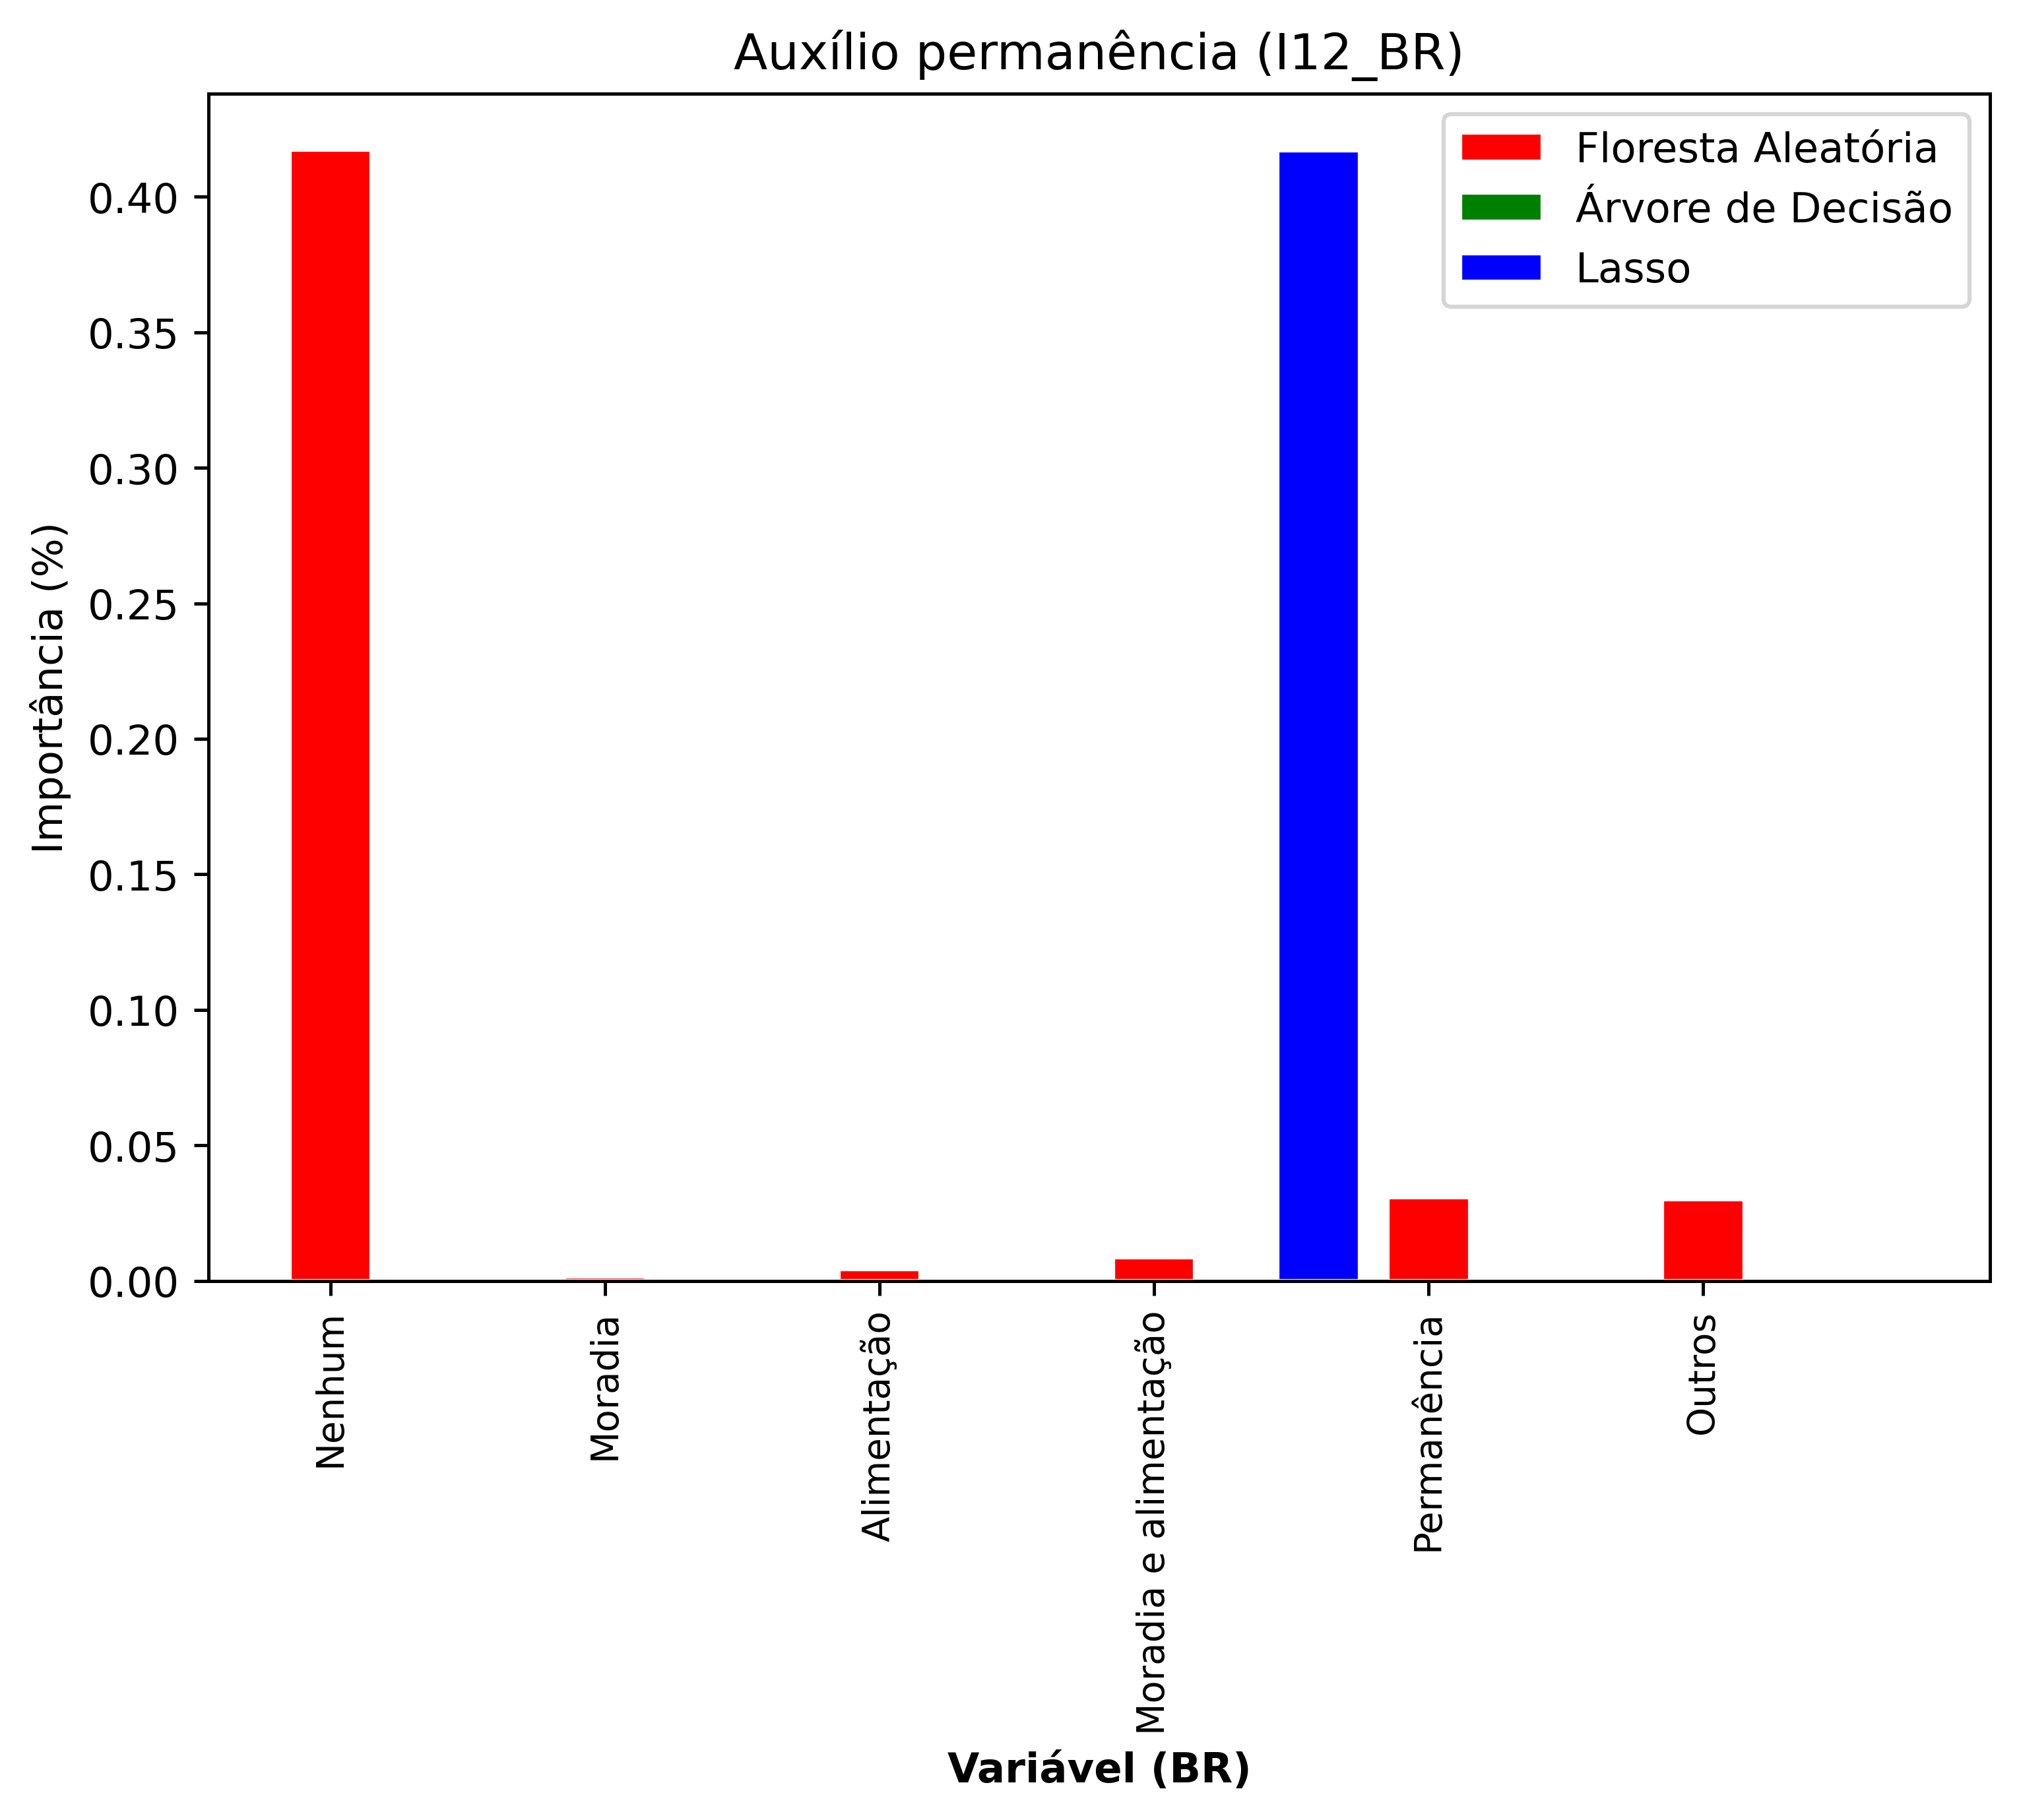 Auxílio permanência (I12_BR)
Floresta Aleatória
Árvore de Decisão
Lasso
Importância (%)
0.40
0.35
0.30
0.25
0.20
0.15
0.10
0.05
0.00
Nenhum
Moradia
Alimentação
Moradia e alimentação
Permanência
Outros
Variável (BR)